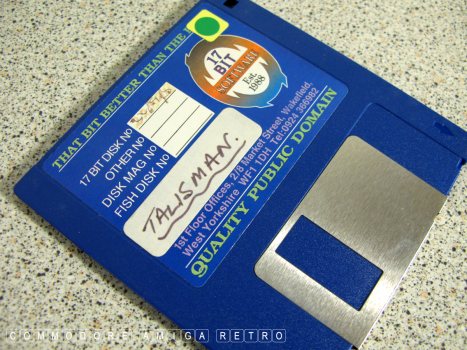 THAT BIT BETTER THAN THE
17
BIT
SOFTWARE
Est.
1988
17 BIT DISK NO
OTHER NO
DISK MAG NO
FISH DISK NO
TALISMAN.
1st Floor Offices, 2/8 Market Street, Wakefield,
West Yorkshire WF1 1DH Tel:0924 366982
QUALITY PUBLIC DOMAIN
COMMODORE AMIGA RETRO